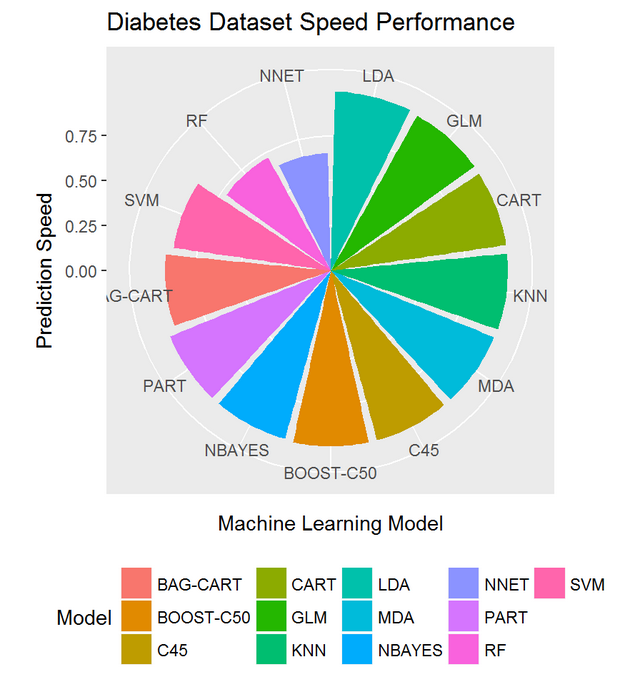 Diabetes Dataset Speed Performance
NNET
LDA
RF
GLM
0.75
0.50
SVM
CART
0.25
0.00
AG-CART
KNN
PART
MDA
NBAYES
C45
BOOST-C50
Prediction Speed
Machine Learning Model
Model
BAG-CART
CART
LDA
NNET
SVM
BOOST-C50
GLM
MDA
PART
C45
KNN
NBAYES
RF